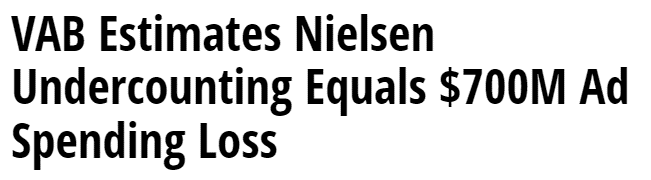 VAB Estimates Nielsen
Undercounting Equals $700M Ad
Spending Loss